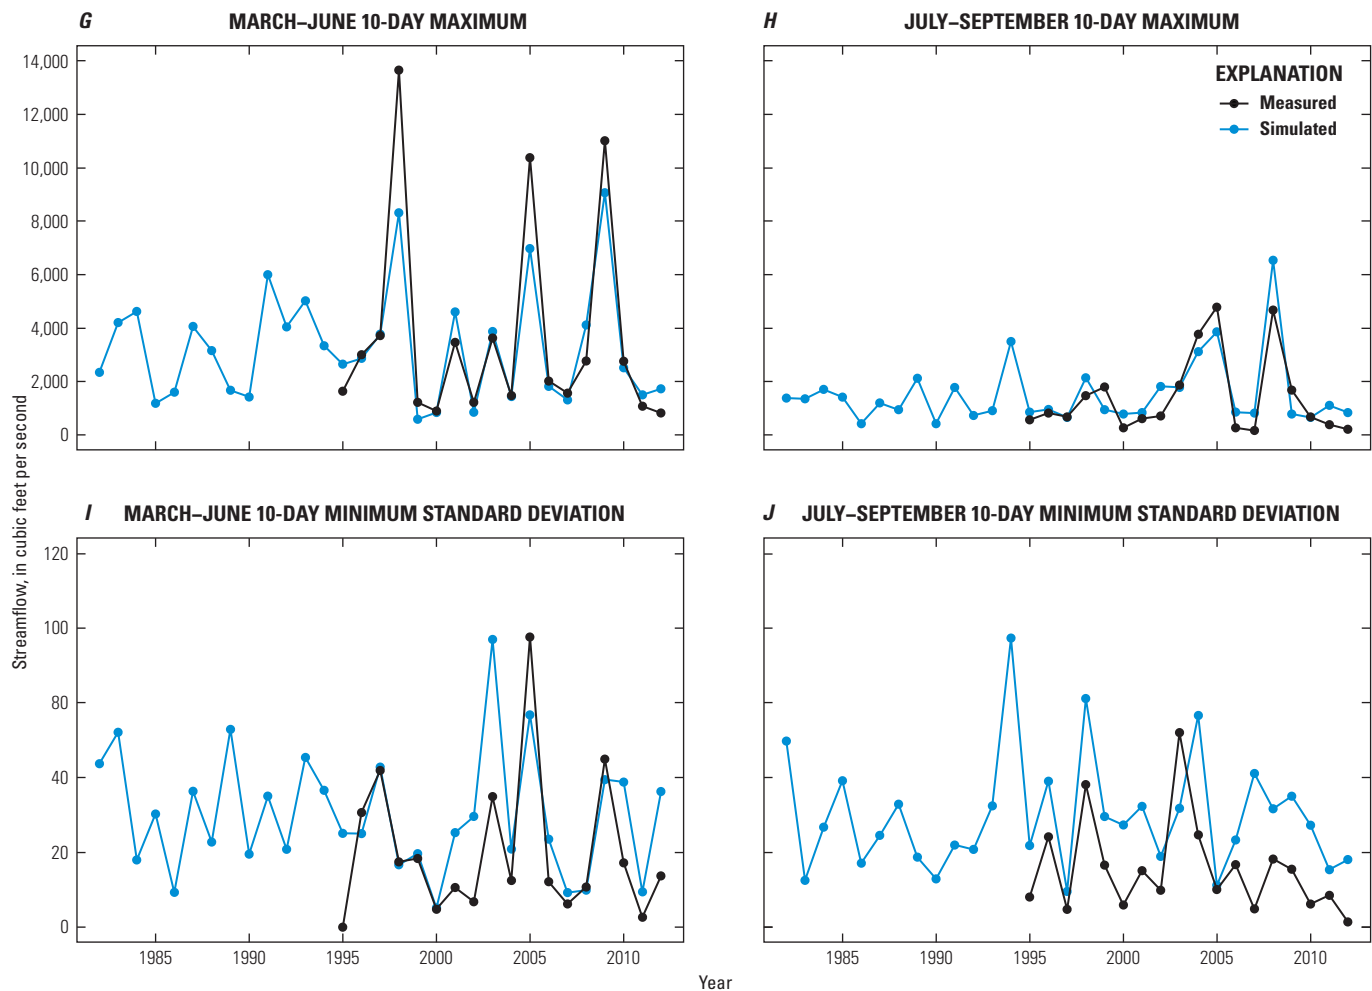 G MARCH–JUNE 10-DAY MAXIMUM
H JULY–SEPTEMBER 10-DAY MAXIMUM
14,000
12,000
10,000
8,000
6,000
4,000
2,000
0
EXPLANATION
Measured
Simulated
Streamflow, in cubic feet per second
I MARCH–JUNE 10-DAY MINIMUM STANDARD DEVIATION
J JULY–SEPTEMBER 10-DAY MINIMUM STANDARD DEVIATION
120
100
80
40
20
0
1985 1990 1995 2000 2005 2010
1985 1990 1995 2000 2005 2010
Year